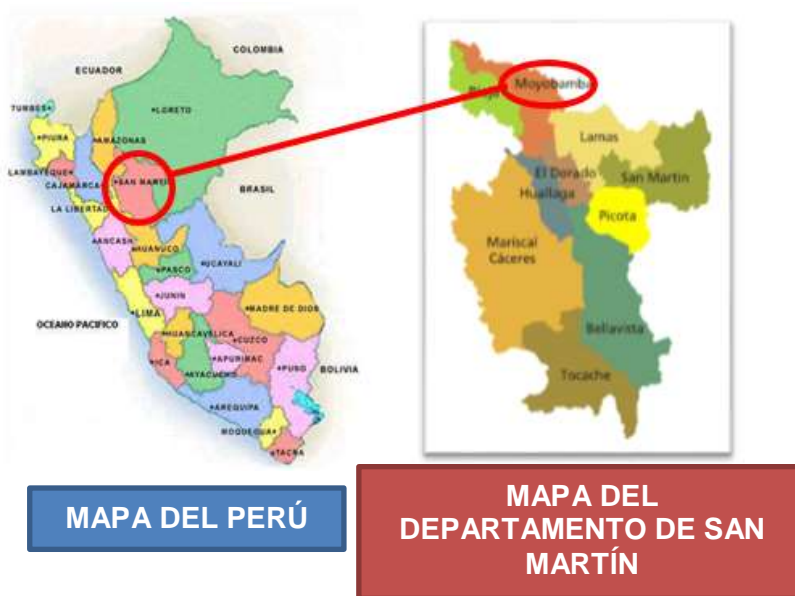 COLOMBIA
ECUADOR
TUMBES
LORETO
PIURA
AMAZONAS
LAMBAYEQUE
SAN MARTIN
CAJAMARCA
BRASIL
LA LIBERTAD
ANCASH
HUANUCO
UCAYALI
PASCO
JUNIN
MADRE DE DIOS
LIMA
OCEANO PACIFICO
HUANCAVELICA
CUZCO
ICA
APURIMAC
PUNO
BOLIVIA
AYACUCHO
AREQUIPA
MOQUEGUA
TACNA
Moyobamba
Rioja
Lamas
El Dorado
San Martin
Huallaga
Picota
Mariscal
Cáceres
Bellavista
Tocache
MAPA DEL PERÚ
MAPA DEL
DEPARTAMENTO DE SAN
MARTÍN